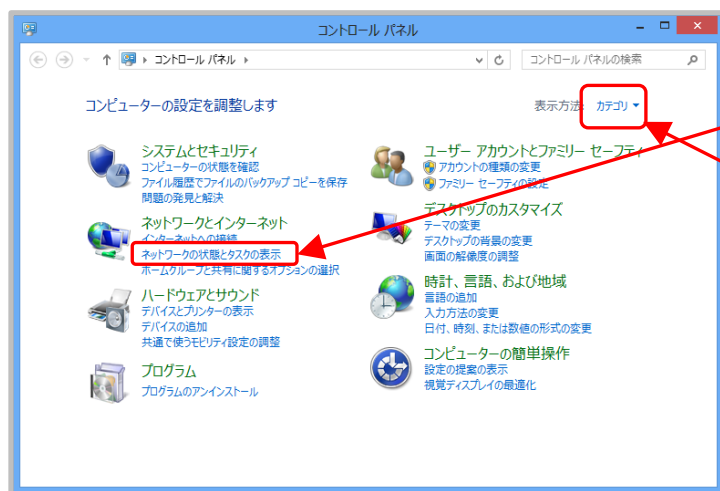 コントロール パネル
コントロール パネル
コントロール パネルの検索
コンピューターの設定を調整します
表示方法: カテゴリ
システムとセキュリティ
コンピューターの状態を確認
ファイル履歴でファイルのバックアップ コピーを保存
問題の発見と解決
ネットワークとインターネット
インターネットへの接続
ネットワークの状態とタスクの表示
ホームグループと共有に関するオプションの選択
ハードウェアとサウンド
デバイスとプリンターの表示
デバイスの追加
共通で使うモビリティ設定の調整
プログラム
プログラムのアンインストール
ユーザー アカウントとファミリー セーフティ
アカウントの種類の変更
ファミリー セーフティの設定
デスクトップのカスタマイズ
テーマの変更
デスクトップの背景の変更
画面の解像度の調整
時計、言語、および地域
言語の追加
入力方法の変更
日付、時刻、または数値の形式の変更
コンピューターの簡単操作
設定の提案の表示
視覚ディスプレイの最適化